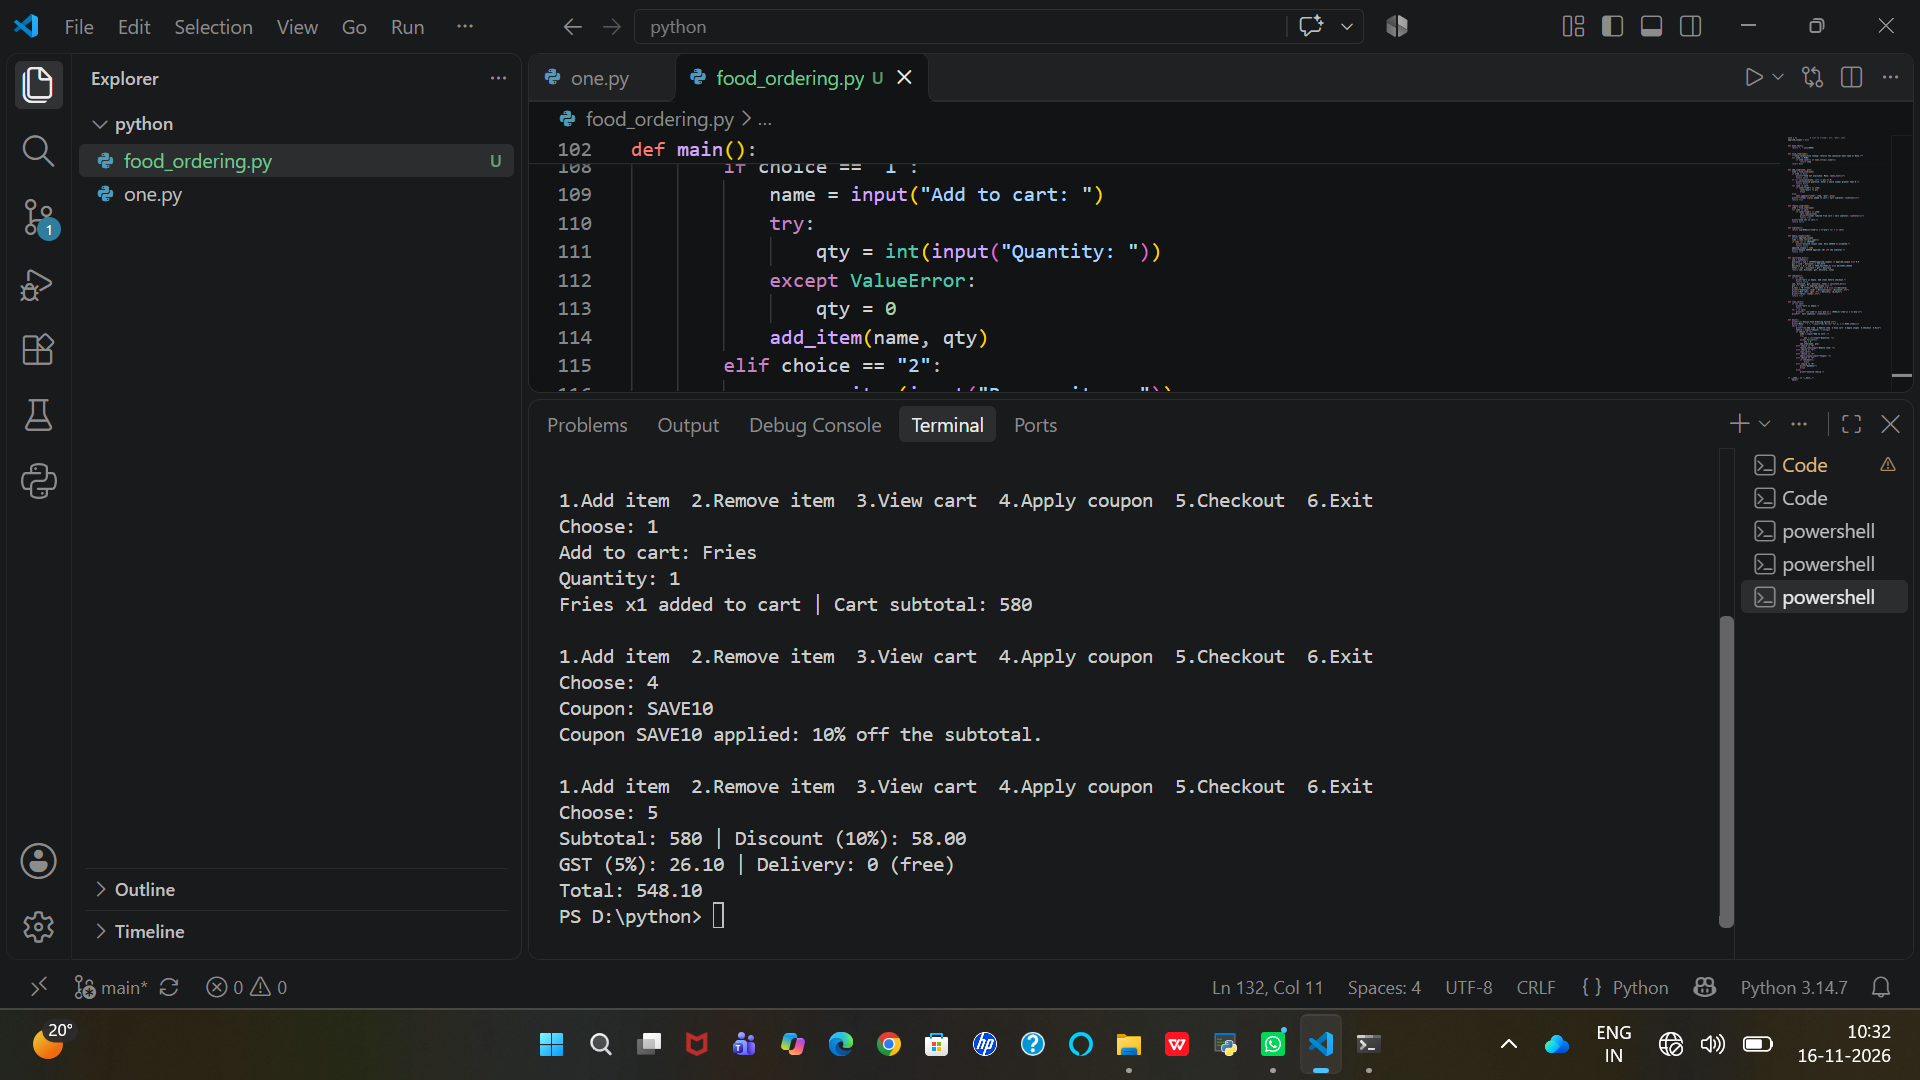 File Edit Selection View Go Run ...
python
Explorer
python
food_ordering.py U
one.py
Outline
Timeline
one.py
food_ordering.py U
food_ordering.py > ...
102 def main():
108 if choice == "1":
109 name = input("Add to cart: ")
110 try:
111 qty = int(input("Quantity: "))
112 except ValueError:
113 qty = 0
114 add_item(name, qty)
115 elif choice == "2":
Problems Output Debug Console Terminal Ports
1.Add item 2.Remove item 3.View cart 4.Apply coupon 5.Checkout 6.Exit
Choose: 1
Add to cart: Fries
Quantity: 1
Fries x1 added to cart | Cart subtotal: 580
1.Add item 2.Remove item 3.View cart 4.Apply coupon 5.Checkout 6.Exit
Choose: 4
Coupon: SAVE10
Coupon SAVE10 applied: 10% off the subtotal.
1.Add item 2.Remove item 3.View cart 4.Apply coupon 5.Checkout 6.Exit
Choose: 5
Subtotal: 580 | Discount (10%): 58.00
GST (5%): 26.10 | Delivery: 0 (free)
Total: 548.10
PS D:\python>
Code
Code
powershell
powershell
powershell
1
main* 0 0
Ln 132, Col 11 Spaces: 4 UTF-8 CRLF { } Python Python 3.14.7
20°
ENG
IN
10:32
16-11-2026